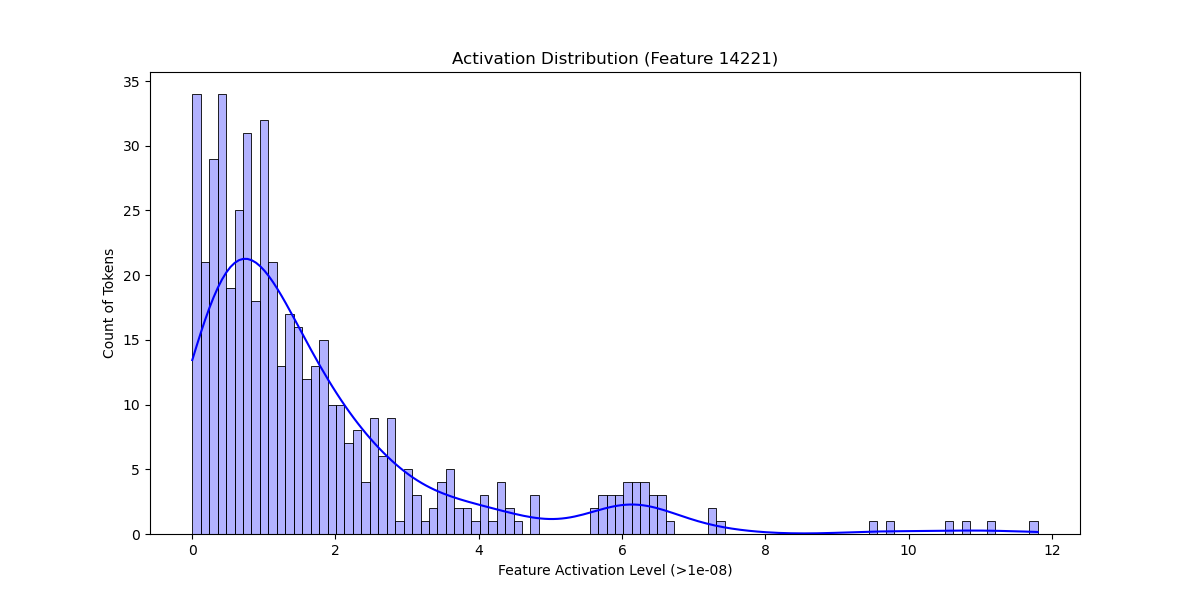 Activation Distribution (Feature 14221)
35
30
25
20
15
10
5
0
Count of Tokens
0 2 4 6 8 10 12
Feature Activation Level (>1e-08)